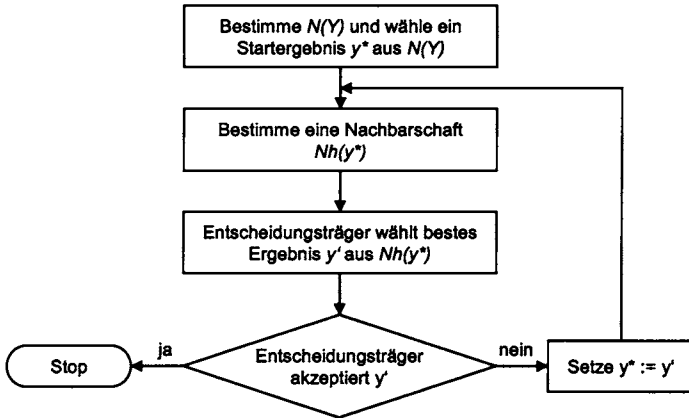 Bestimme N(Y) und wähle ein
Startergebnis y* aus N(Y)
Bestimme eine Nachbarschaft
Nh(y*)
Entscheidungsträger wählt bestes
Ergebnis y' aus Nh(y*)
Entscheidungsträger
akzeptiert y'
ja
Stop
nein
Setze y* := y'